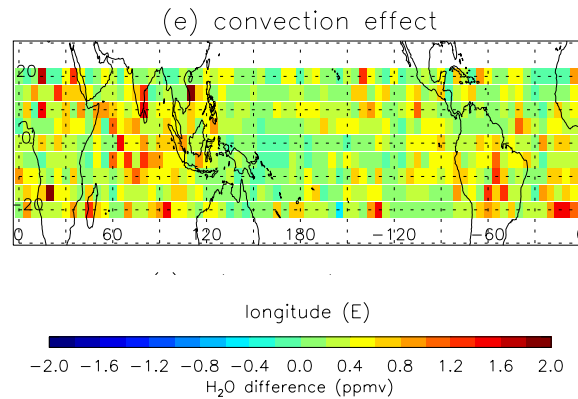 (e) convection effect
20
0
-20
0 60 120 -120 -60 0
longitude (E)
-2.0 -1.6 -1.2 -0.8 -0.4 0.0 0.4 0.8 1.2 1.6 2.0
H₂O difference (ppmv)